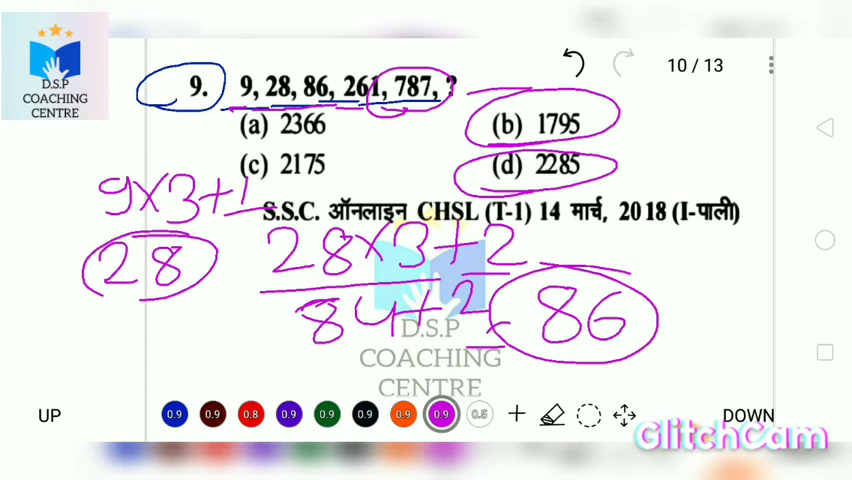 D.S.P
COACHING
CENTRE
10 / 13
9. 9, 28, 86, 261, 787, ?
(a) 2366 (b) 1795
(c) 2175 (d) 2285
S.S.C. ऑनलाइन CHSL (T-1) 14 मार्च, 2018 (I-पाली)
9×3+1
28
28×3+2
84+2
86
D.S.P
COACHING
CENTRE
UP 0.9 0.9 0.8 0.9 0.9 0.9 0.9 0.9 0.5 DOWN
GlitchCam